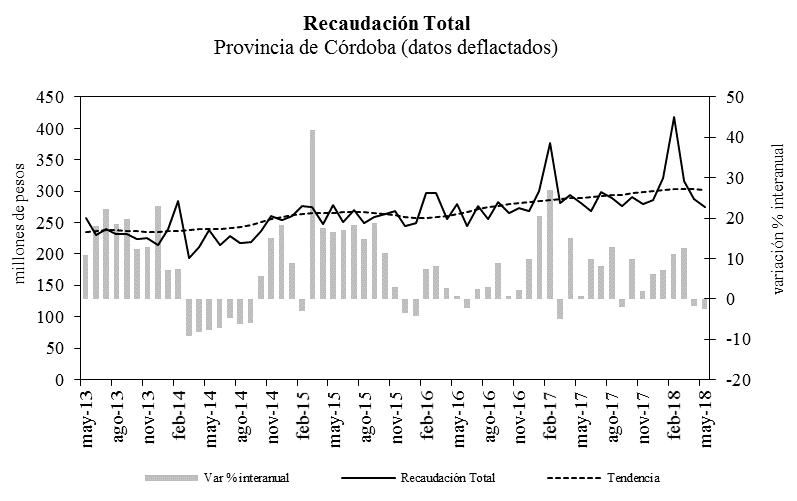 Recaudación Total
Provincia de Córdoba (datos deflactados)
millones de pesos
450
400
350
300
250
200
150
100
50
0
50
40
30
20
10
0
-10
-20
variación % interanual
may-13
ago-13
nov-13
feb-14
may-14
ago-14
nov-14
feb-15
may-15
ago-15
nov-15
feb-16
may-16
ago-16
nov-16
feb-17
may-17
ago-17
nov-17
feb-18
may-18
Var % interanual
Recaudación Total
Tendencia